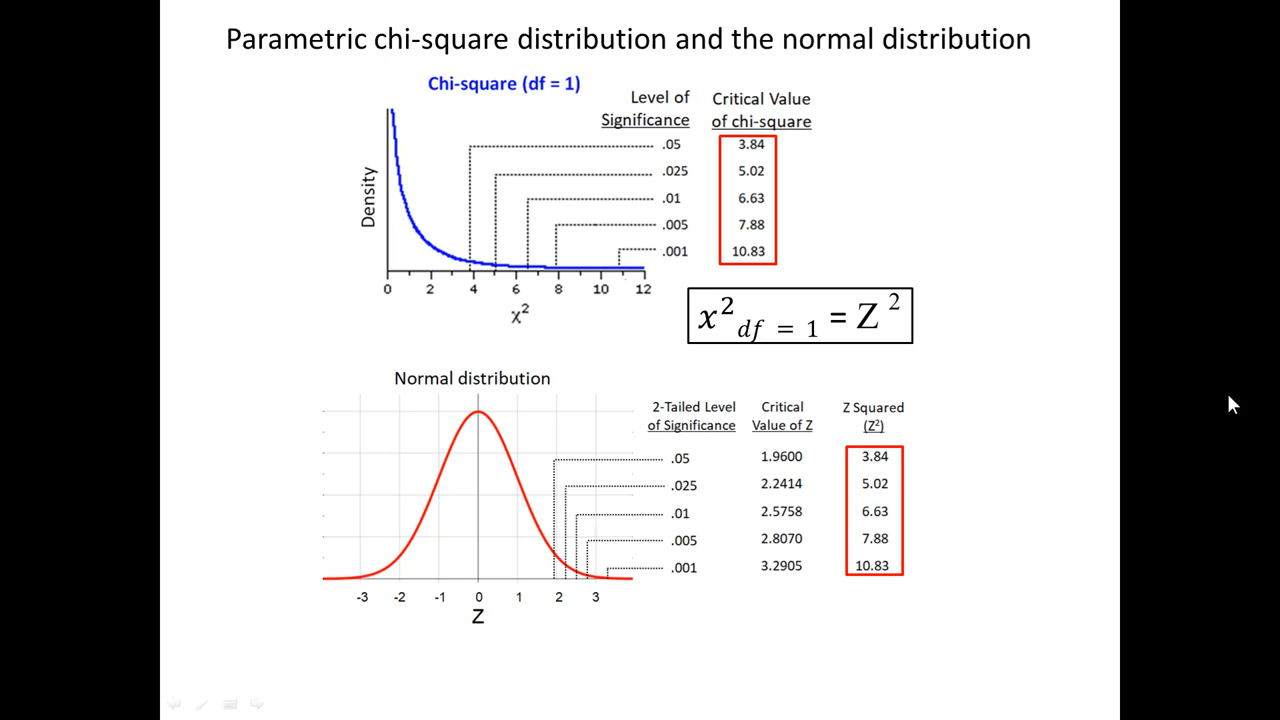 Parametric chi-square distribution and the normal distribution
Chi-square (df = 1)
Level of Significance
Critical Value of chi-square
.05 3.84
.025 5.02
.01 6.63
.005 7.88
.001 10.83
Density
0 2 4 6 8 10 12
χ²
x² df = 1 = Z²
Normal distribution
2-Tailed Level of Significance
Critical Value of Z
Z Squared (Z²)
.05 1.9600 3.84
.025 2.2414 5.02
.01 2.5758 6.63
.005 2.8070 7.88
.001 3.2905 10.83
-3 -2 -1 0 1 2 3
Z